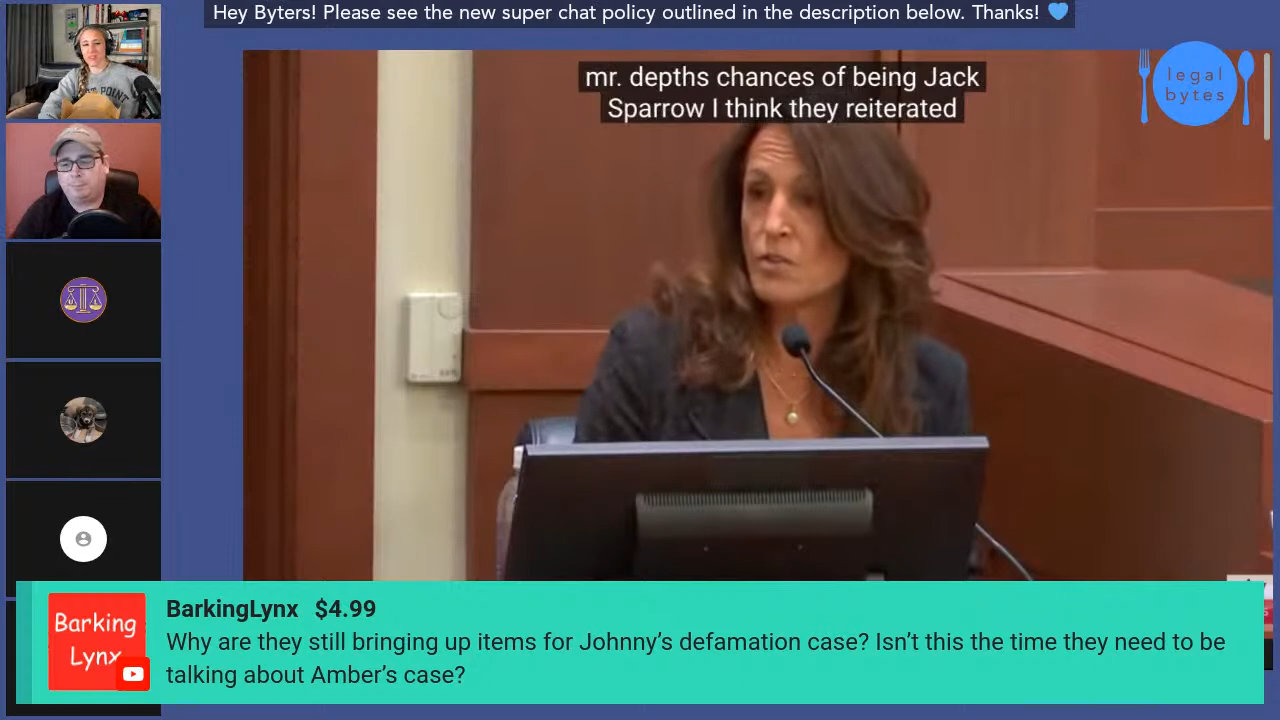 Hey Byters! Please see the new super chat policy outlined in the description below. Thanks! 💙
mr. depths chances of being Jack
Sparrow I think they reiterated
legal
bytes
Barking
Lynx
BarkingLynx $4.99
Why are they still bringing up items for Johnny’s defamation case? Isn’t this the time they need to be
talking about Amber’s case?